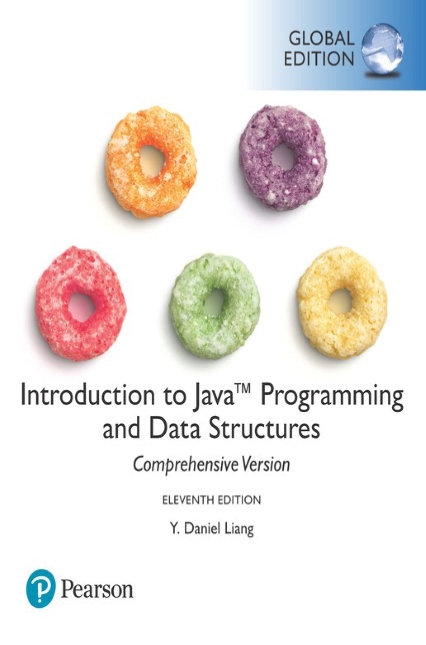 GLOBAL
EDITION
Introduction to Java™ Programming
and Data Structures
Comprehensive Version
ELEVENTH EDITION
Y. Daniel Liang
P Pearson